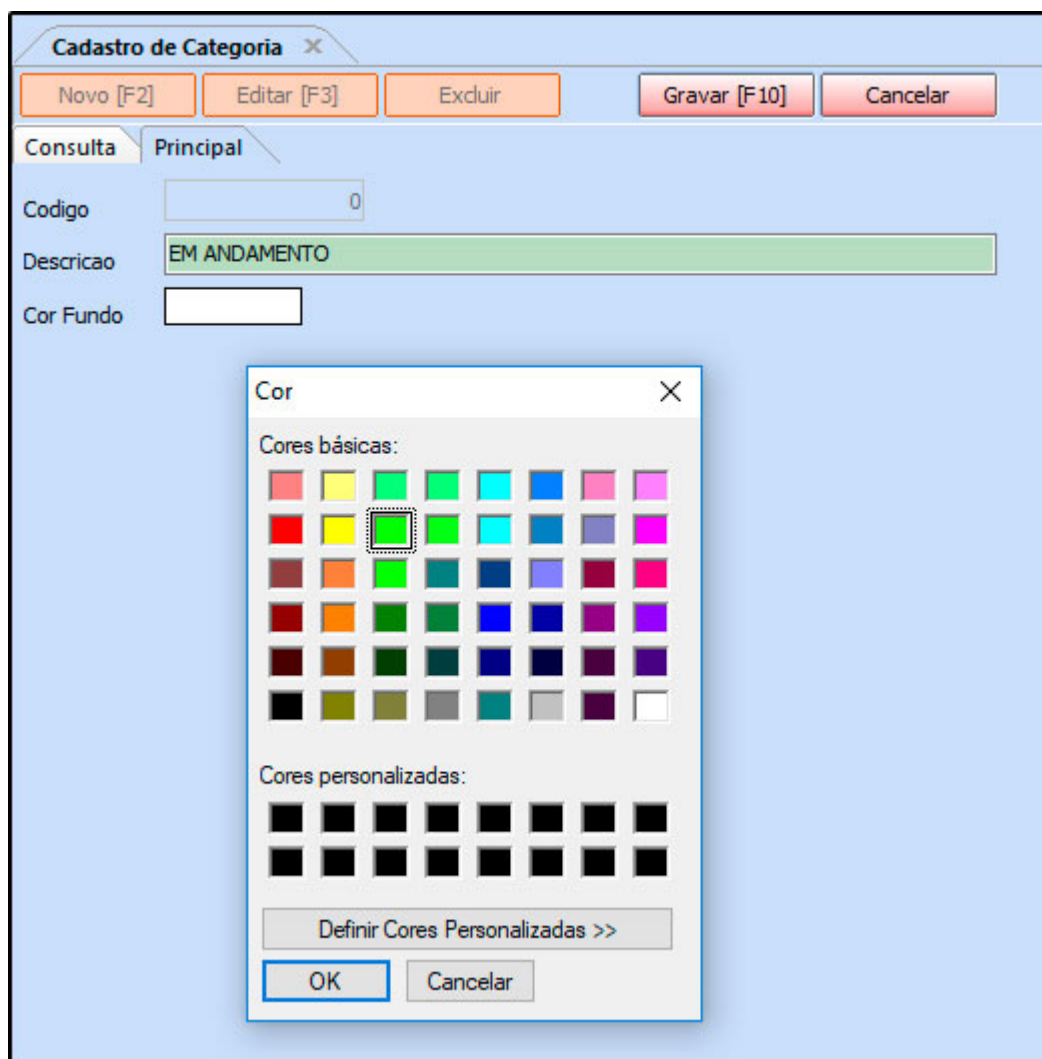 Cadastro de Categoria
Novo [F2] Editar [F3] Excluir Gravar [F10] Cancelar
Consulta Principal
Codigo 0
Descricao EM ANDAMENTO
Cor Fundo
Cor
Cores básicas:
Cores personalizadas:
Definir Cores Personalizadas >>
OK Cancelar